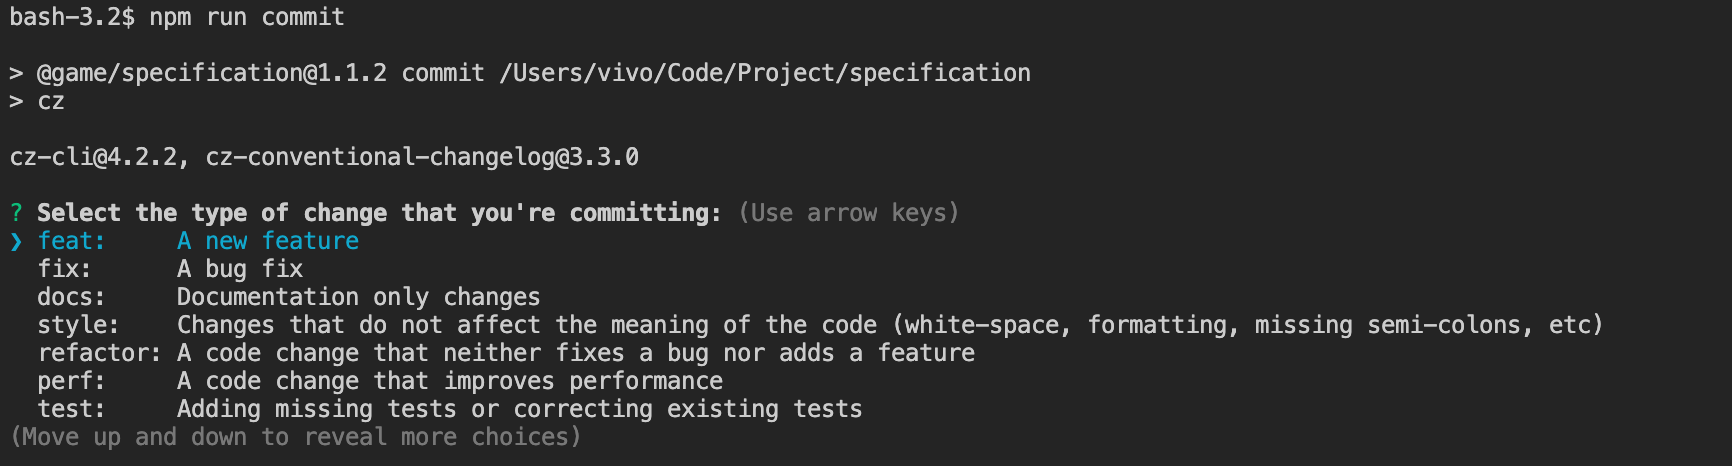 bash-3.2$ npm run commit
> @game/specification@1.1.2 commit /Users/vivo/Code/Project/specification
> cz
cz-cli@4.2.2, cz-conventional-changelog@3.3.0
? Select the type of change that you're committing: (Use arrow keys)
❯ feat:     A new feature
  fix:      A bug fix
  docs:     Documentation only changes
  style:    Changes that do not affect the meaning of the code (white-space, formatting, missing semi-colons, etc)
  refactor: A code change that neither fixes a bug nor adds a feature
  perf:     A code change that improves performance
  test:     Adding missing tests or correcting existing tests
(Move up and down to reveal more choices)